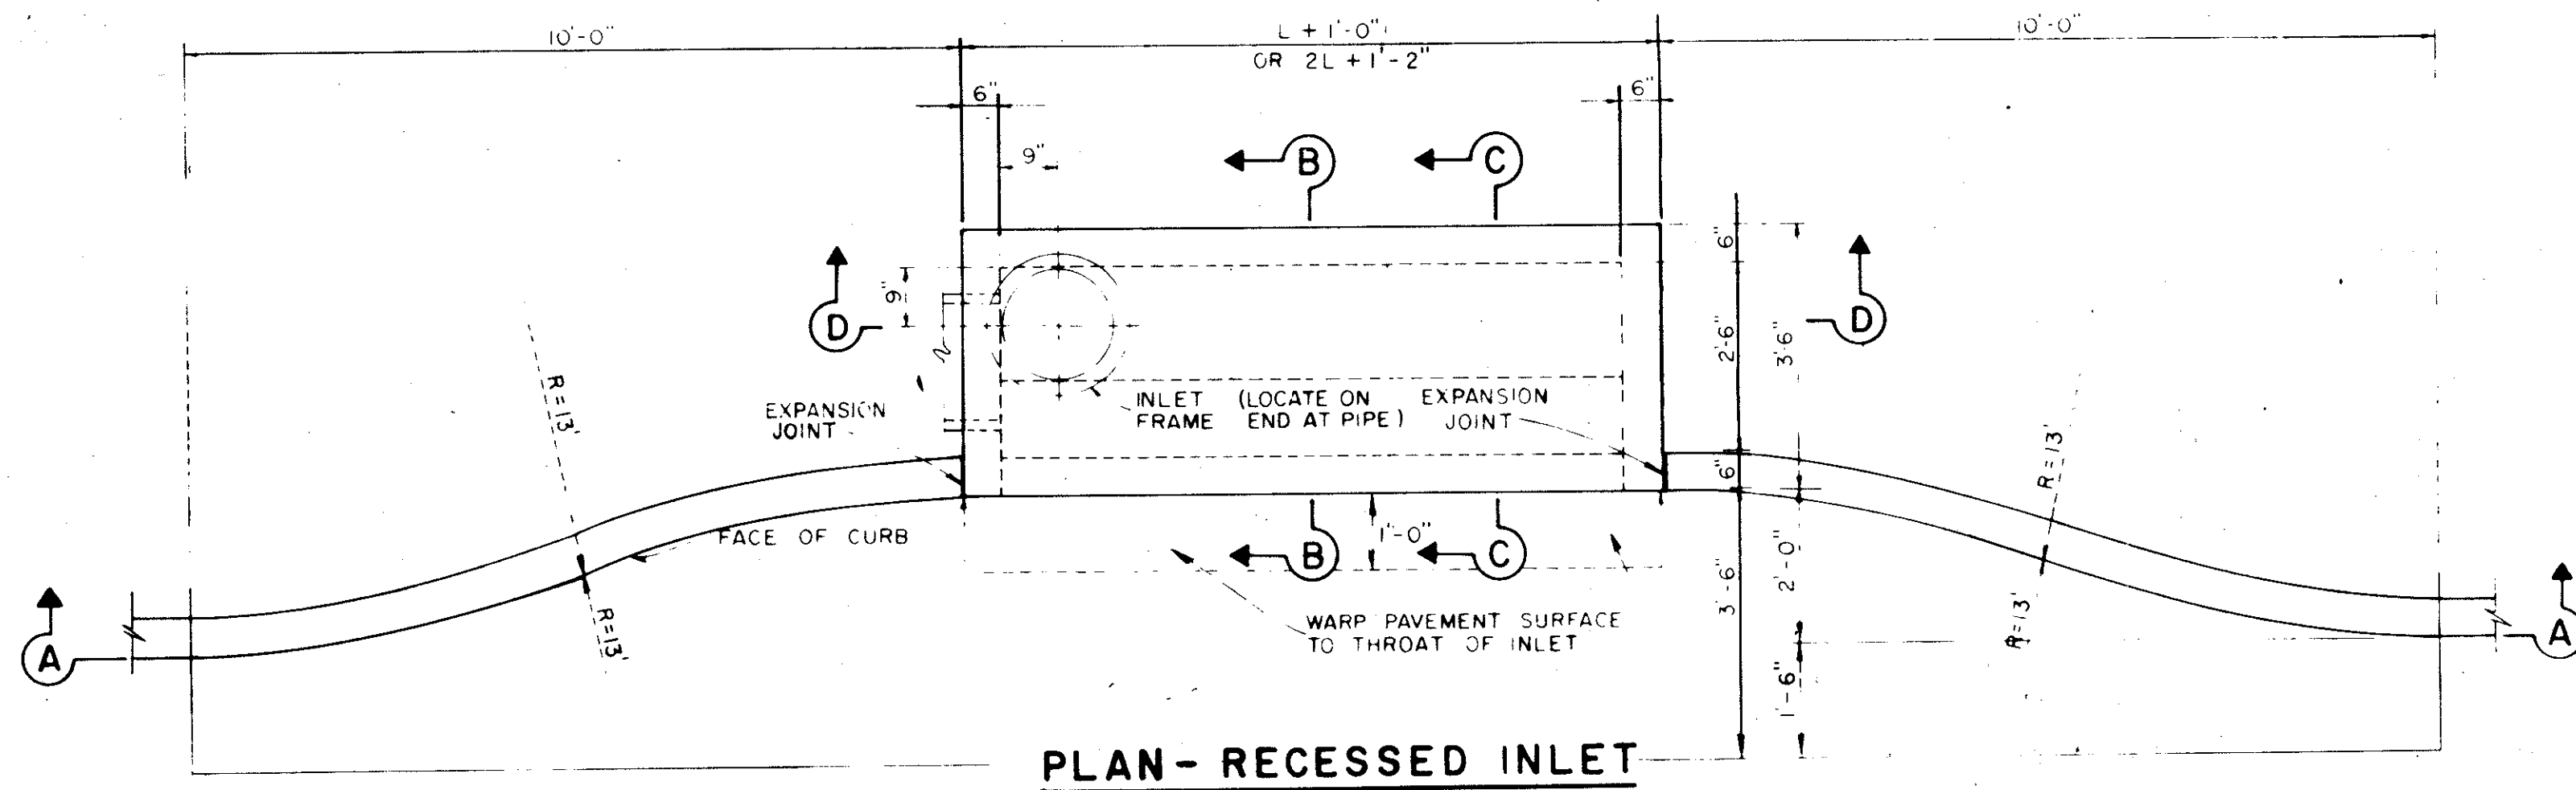 10'-0"
L + 1'-0"
OR 2L + 1'-2"
10'-0"
6"
6"
9"
B
C
D
9"
6"
2'-6"
3'-6"
D
R=13'
EXPANSION
JOINT
INLET (LOCATE ON
FRAME END AT PIPE)
EXPANSION
JOINT
6"
R=13'
FACE OF CURB
1'-0"
B
C
3'-6"
2'-0"
A
R=13'
WARP PAVEMENT SURFACE
TO THROAT OF INLET
R=13'
A
1'-6"
PLAN - RECESSED INLET